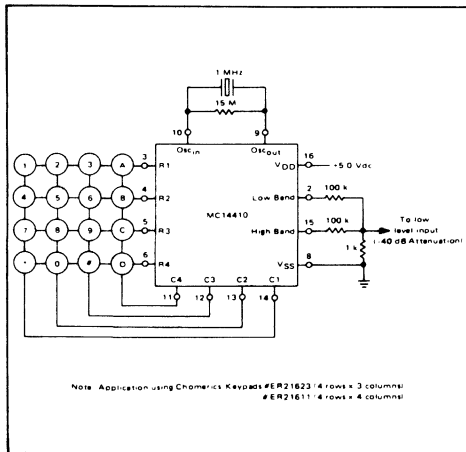 1 MHz
15 M
10
9
Osc in
Osc out
1 2 3 A
3 R1
VDD
16
+5.0 Vdc
4 5 6 B
4 R2
Low Band
2
100 k
MC14410
7 8 9 C
5 R3
High Band
15
100 k
To low
level input
(-40 dB Attenuation)
1 k
* 0 # D
6 R4
VSS
8
C4 C3 C2 C1
11 12 13 14
Note: Application using Chomerics Keypads #ER21623 (4 rows x 3 columns)
#ER21611 (4 rows x 4 columns)